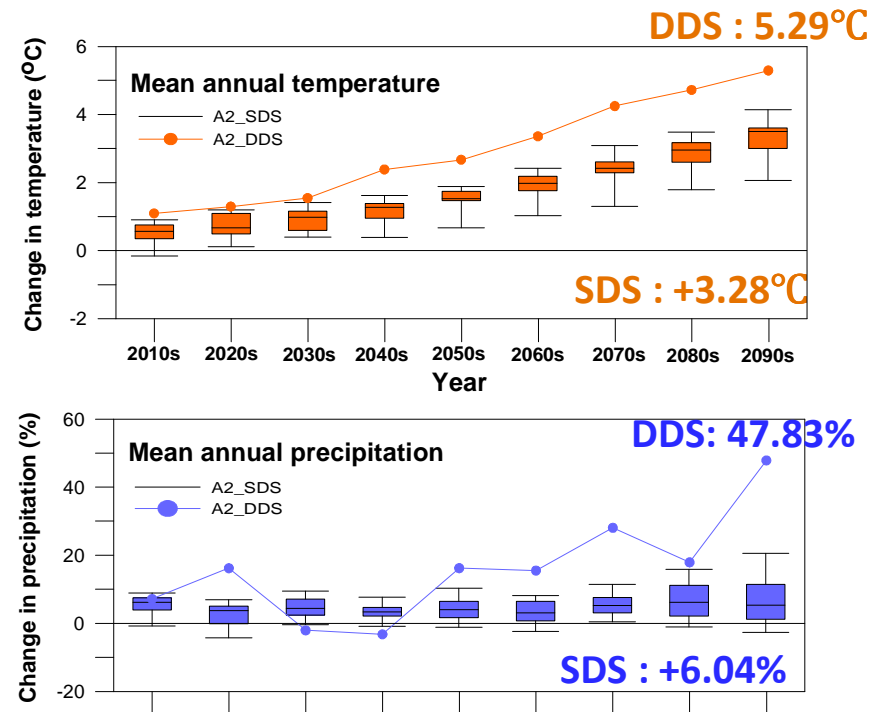 DDS : 5.29℃
Change in temperature (ºC)
6
4
2
0
-2
Mean annual temperature
A2_SDS
A2_DDS
SDS : +3.28℃
2010s 2020s 2030s 2040s 2050s 2060s 2070s 2080s 2090s
Year
Change in precipitation (%)
60
40
20
0
-20
DDS: 47.83%
Mean annual precipitation
A2_SDS
A2_DDS
SDS : +6.04%